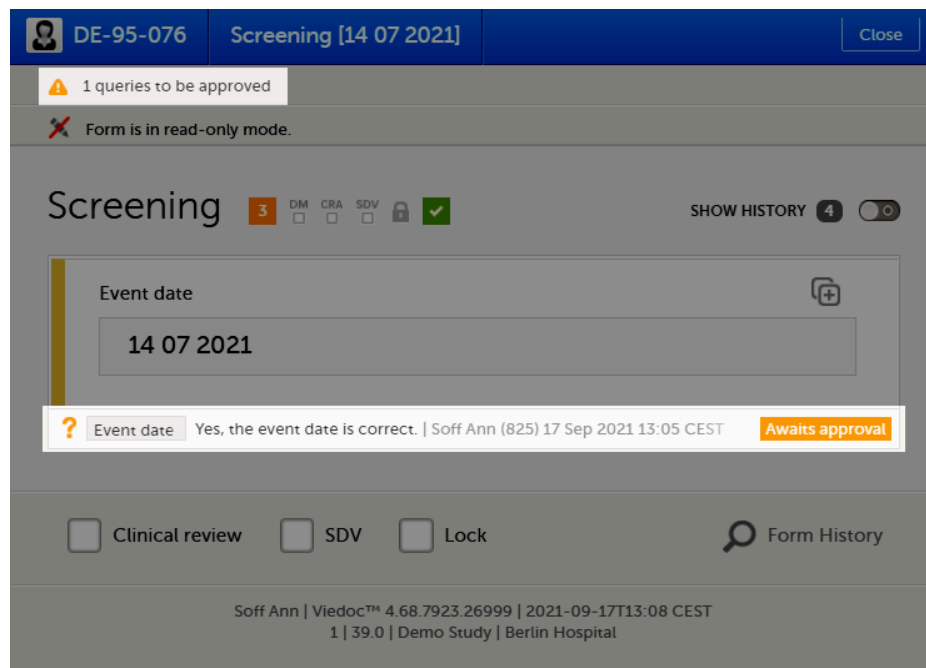 DE-95-076 Screening [14 07 2021] Close
1 queries to be approved
Form is in read-only mode.
Screening 3 DM CRA SDV SHOW HISTORY 4
Event date
14 07 2021
? Event date Yes, the event date is correct. | Soff Ann (825) 17 Sep 2021 13:05 CEST Awaits approval
Clinical review SDV Lock Form History
Soff Ann | Viedoc™ 4.68.7923.26999 | 2021-09-17T13:08 CEST
1 | 39.0 | Demo Study | Berlin Hospital